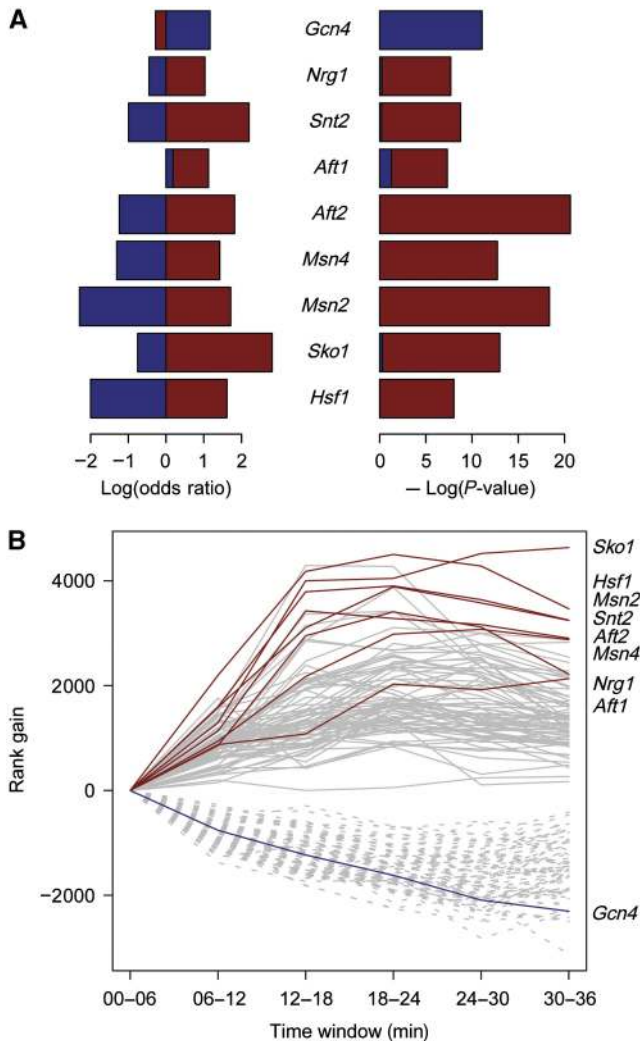 A
Gcn4
Nrg1
Snt2
Aft1
Aft2
Msn4
Msn2
Sko1
Hsf1
−2 −1 0 1 2
Log(odds ratio)
0 5 10 15 20
− Log(P-value)
B
4000
2000
0
−2000
Rank gain
Sko1
Hsf1
Msn2
Snt2
Aft2
Msn4
Nrg1
Aft1
Gcn4
00–06 06–12 12–18 18–24 24–30 30–36
Time window (min)